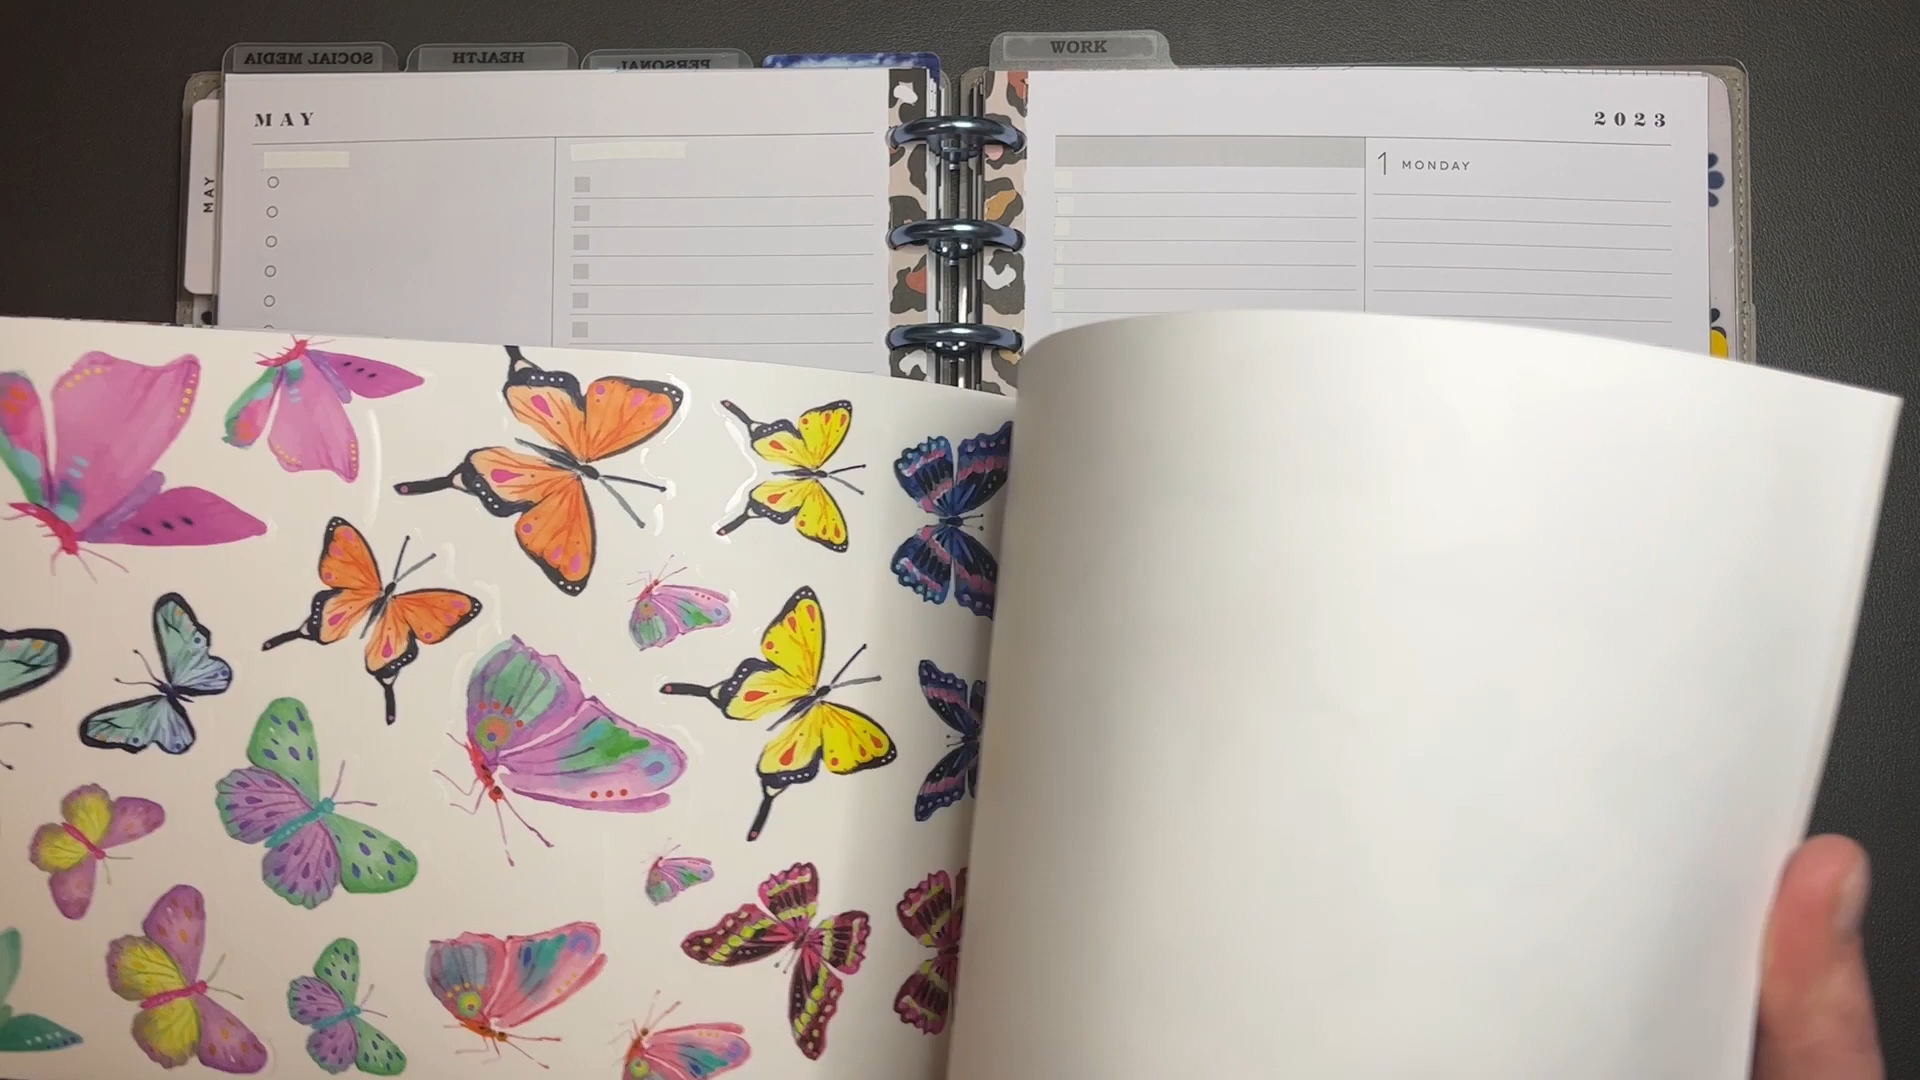 SOCIAL MEDIA
HEALTH
PERSONAL
WORK
MAY
2023
MAY
1 MONDAY